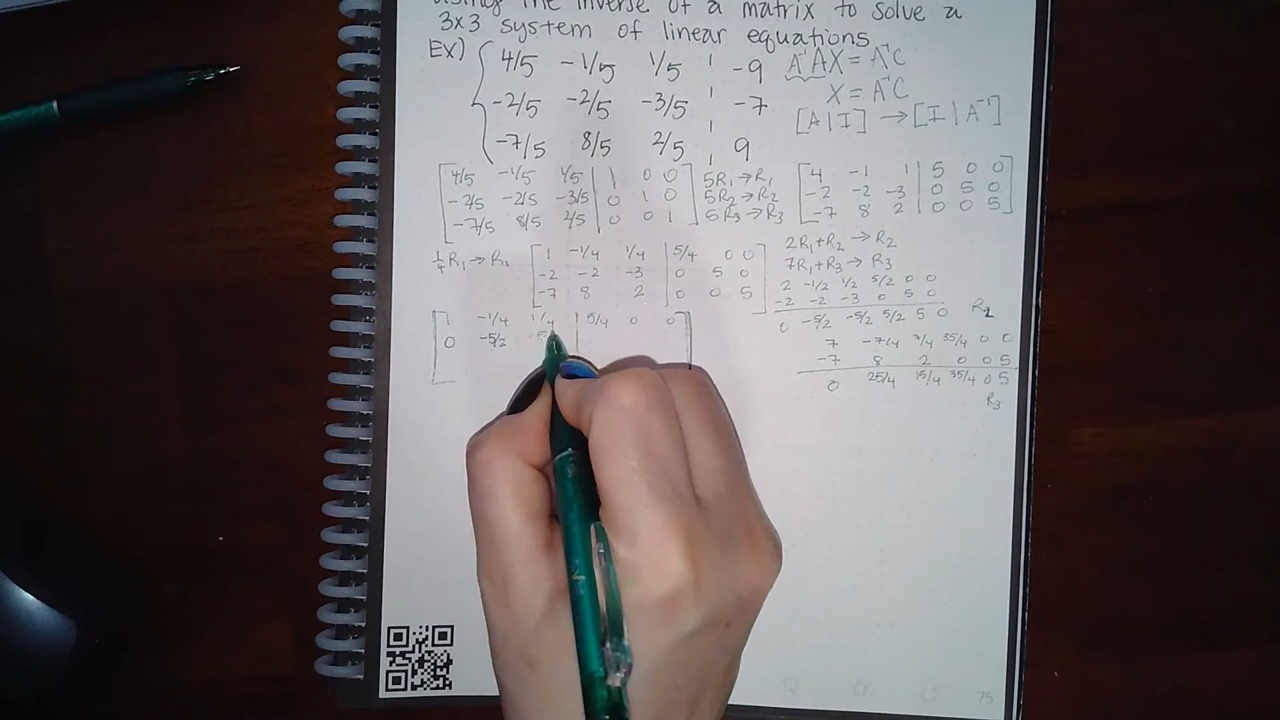 using the inverse of a matrix to solve a
3x3 system of linear equations
Ex) { 4/5 -1/5 1/5 | -9
-2/5 -2/5 -3/5 | -7
-7/5 8/5 2/5 | 9
A⁻¹AX = A⁻¹C
X = A⁻¹C
[A|I] → [I|A⁻¹]
[ 4/5 -1/5 1/5 | 1 0 0 ] 5R₁→R₁
-2/5 -2/5 -3/5 | 0 1 0 5R₂→R₂
-7/5 8/5 2/5 | 0 0 1 5R₃→R₃
[ 4 -1 1 | 5 0 0 ]
-2 -2 -3 | 0 5 0
-7 8 2 | 0 0 5
1/4R₁→R₁ [ 1 -1/4 1/4 | 5/4 0 0 ]
-2 -2 -3 | 0 5 0
-7 8 2 | 0 0 5
2R₁+R₂→R₂
7R₁+R₃→R₃
2 -1/2 1/2 5/2 0 0
-2 -2 -3 0 5 0
0 -5/2 -5/2 5/2 5 0 R₂
7 -7/4 7/4 35/4 0 0
-7 8 2 0 0 5
0 25/4 15/4 35/4 0 5
R₃
[ 1 -1/4 1/4 | 5/4 0 0 ]
0 -5/2
75